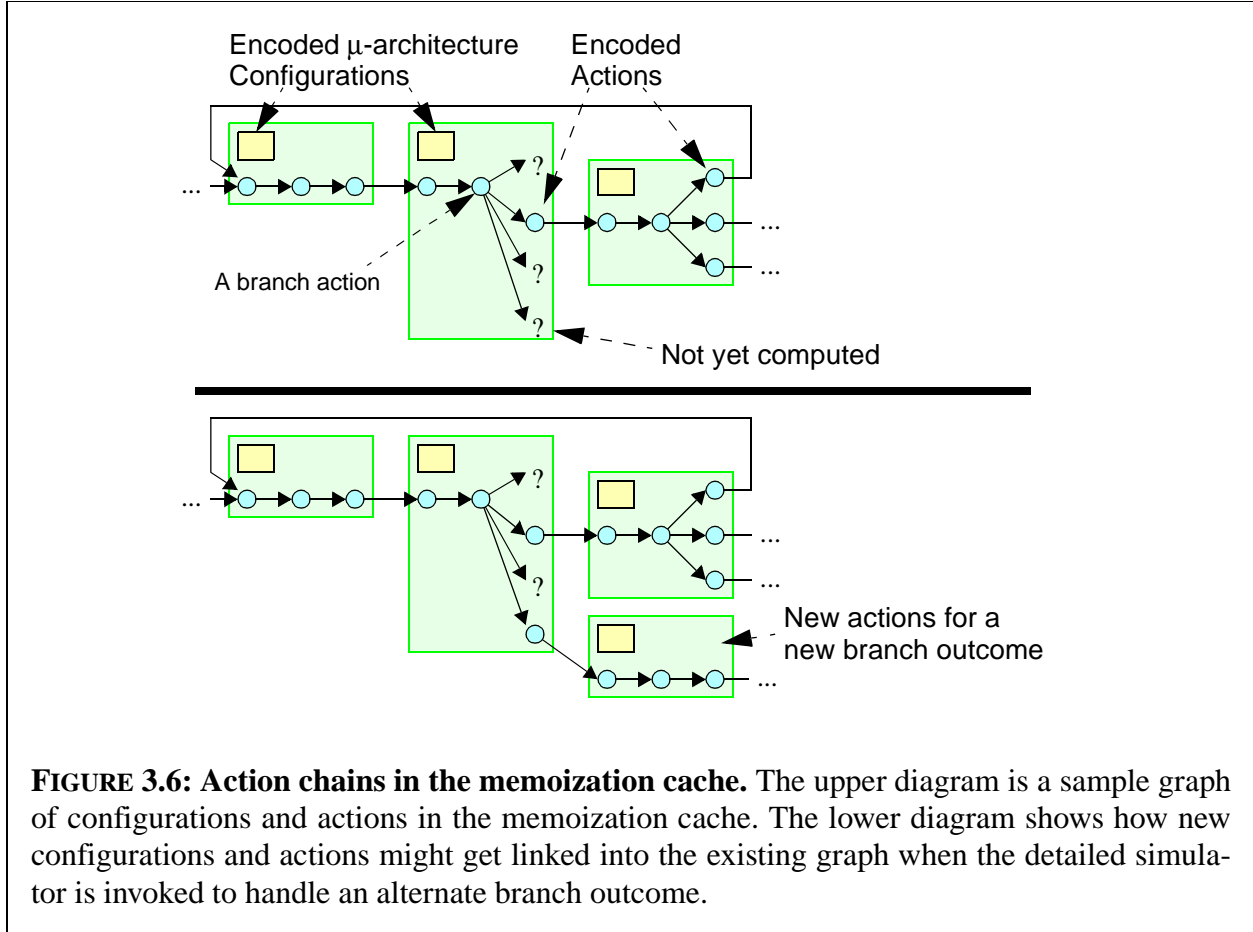 Encoded μ-architecture
Configurations
Encoded
Actions
?
...
...
...
?
?
A branch action
Not yet computed
?
...
...
...
?
New actions for a
new branch outcome
...
FIGURE 3.6: Action chains in the memoization cache. The upper diagram is a sample graph
of configurations and actions in the memoization cache. The lower diagram shows how new
configurations and actions might get linked into the existing graph when the detailed simula-
tor is invoked to handle an alternate branch outcome.